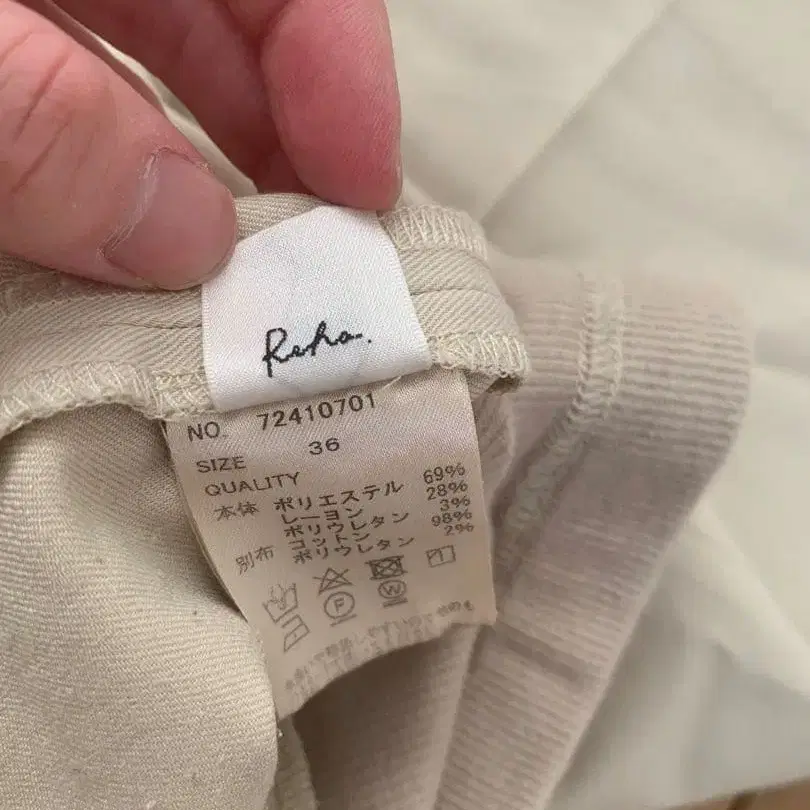 Reha.
NO. 72410701
SIZE 36
QUALITY
本体 ポリエステル 69%
レーヨン 28%
ポリウレタン 3%
別布 コットン 98%
ポリウレタン 2%
F W 1